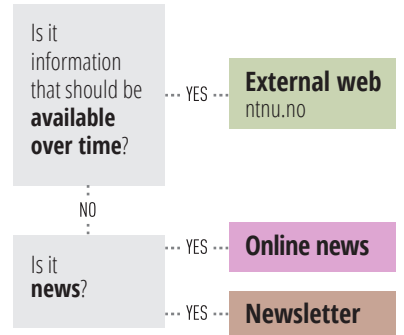 Is it
information
that should be
available
over time?
YES
External web
ntnu.no
NO
Is it
news?
YES
Online news
YES
Newsletter